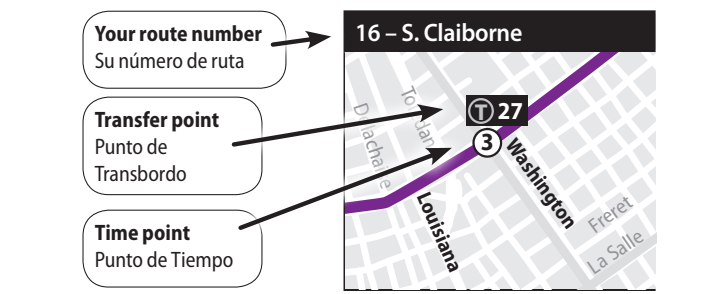 Your route number
Su número de ruta
Transfer point
Punto de
Transbordo
Time point
Punto de Tiempo
16 – S. Claiborne
T 27
3
Washington
Louisiana
Freret
La Salle